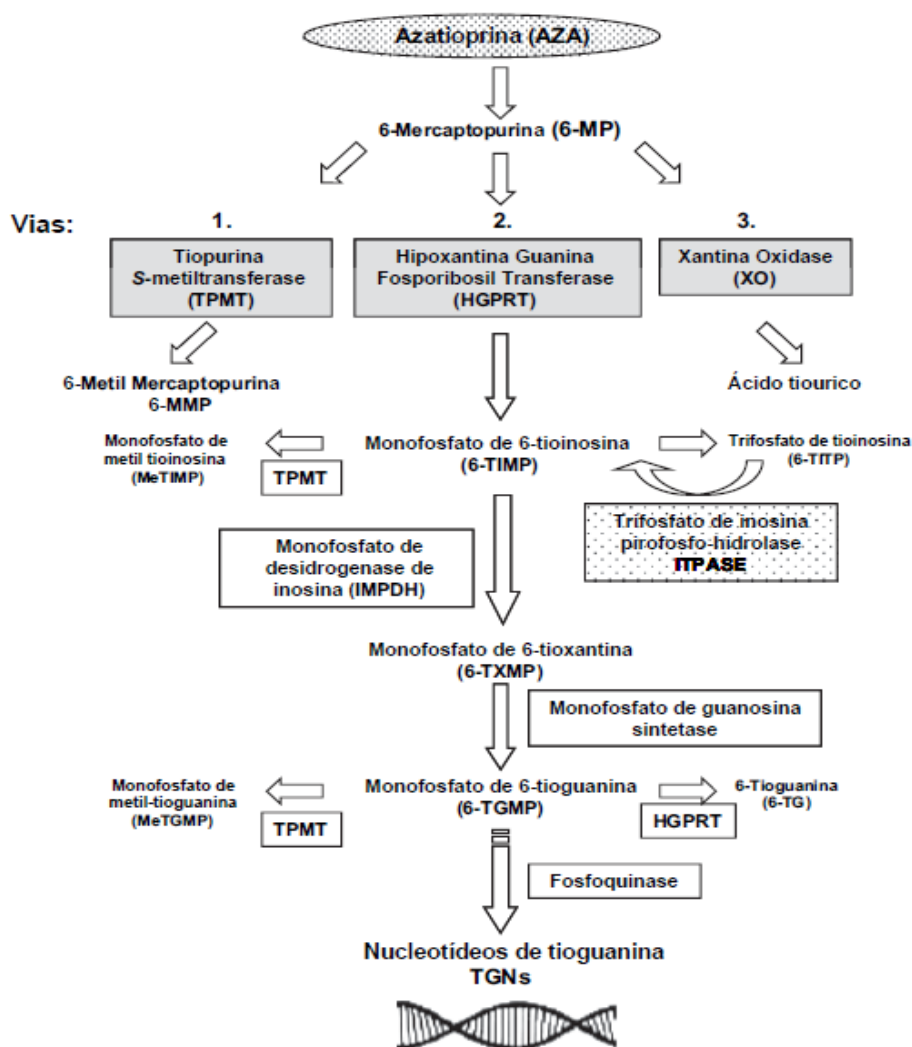 Azatioprina (AZA)
6-Mercaptopurina (6-MP)
Vias:
1.
2.
3.
Tiopurina
S-metiltransferase
(TPMT)
Hipoxantina Guanina
Fosporibosil Transferase
(HGPRT)
Xantina Oxidase
(XO)
6-Metil Mercaptopurina
6-MMP
Ácido tiourico
Monofosfato de
metil tioinosina
(MeTIMP)
TPMT
Monofosfato de 6-tioinosina
(6-TIMP)
Trifosfato de tioinosina
(6-TITP)
Trifosfato de inosina
pirofosfo-hidrolase
ITPASE
Monofosfato de
desidrogenase de
inosina (IMPDH)
Monofosfato de 6-tioxantina
(6-TXMP)
Monofosfato de guanosina
sintetase
Monofosfato de
metil-tioguanina
(MeTGMP)
TPMT
Monofosfato de 6-tioguanina
(6-TGMP)
6-Tioguanina
(6-TG)
HGPRT
Fosfoquinase
Nucleotídeos de tioguanina
TGNs